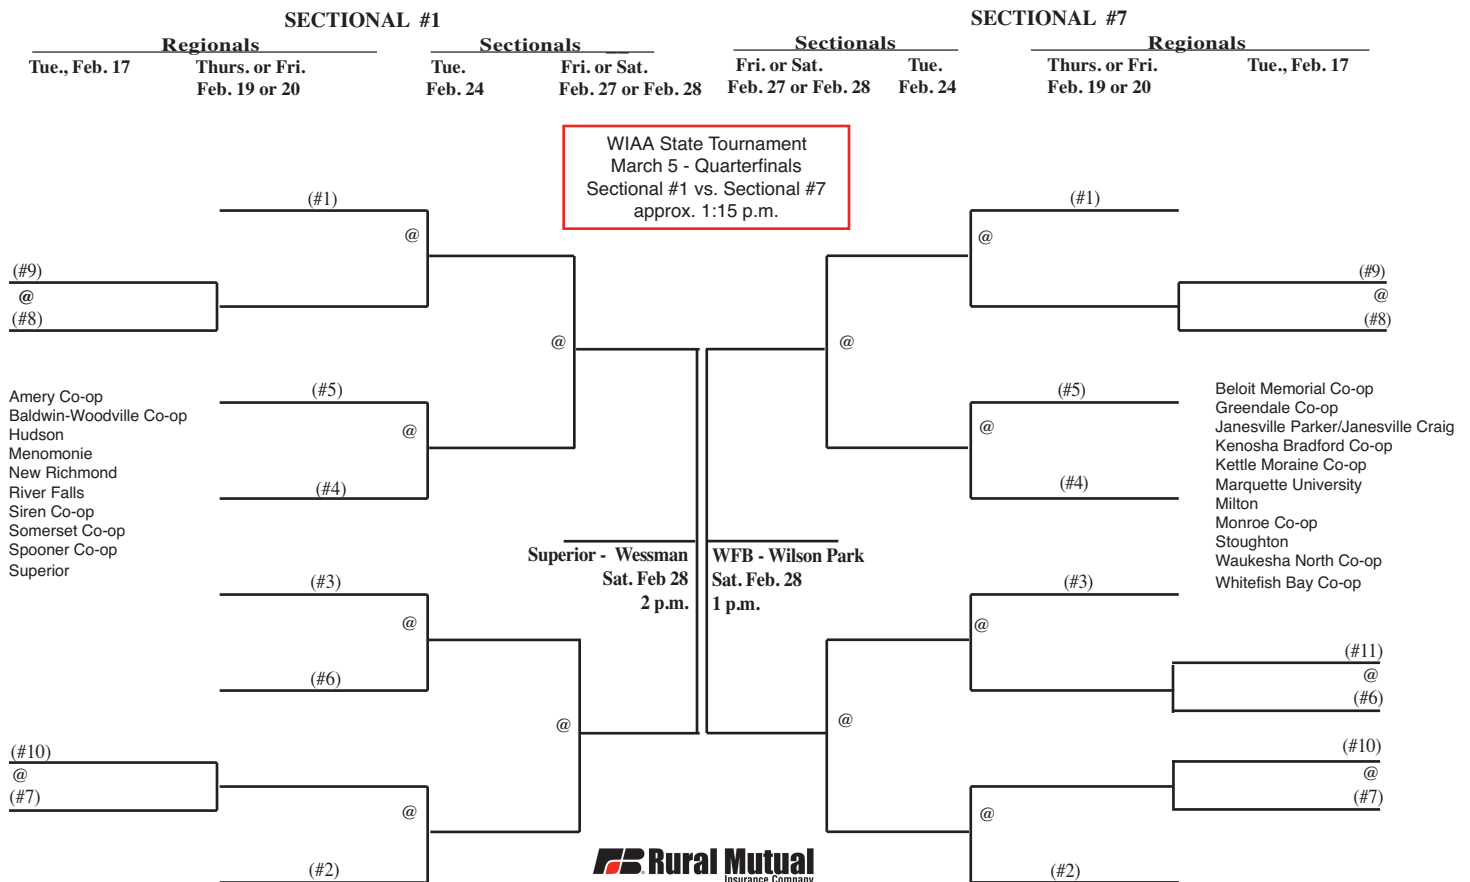 SECTIONAL #1
SECTIONAL #7
Regionals
Sectionals
Sectionals
Regionals
Tue., Feb. 17
Thurs. or Fri.
Feb. 19 or 20
Tue.
Feb. 24
Fri. or Sat.
Feb. 27 or Feb. 28
Fri. or Sat.
Feb. 27 or Feb. 28
Tue.
Feb. 24
Thurs. or Fri.
Feb. 19 or 20
Tue., Feb. 17
WIAA State Tournament
March 5 - Quarterfinals
Sectional #1 vs. Sectional #7
approx. 1:15 p.m.
(#1)
@
(#9)
@
(#8)
@
(#5)
@
(#4)
Amery Co-op
Baldwin-Woodville Co-op
Hudson
Menomonie
New Richmond
River Falls
Siren Co-op
Somerset Co-op
Spooner Co-op
Superior
Superior - Wessman
Sat. Feb 28
2 p.m.
(#3)
@
(#6)
@
(#10)
@
(#7)
@
(#2)
(#1)
@
(#9)
@
(#8)
@
(#5)
@
(#4)
Beloit Memorial Co-op
Greendale Co-op
Janesville Parker/Janesville Craig
Kenosha Bradford Co-op
Kettle Moraine Co-op
Marquette University
Milton
Monroe Co-op
Stoughton
Waukesha North Co-op
Whitefish Bay Co-op
WFB - Wilson Park
Sat. Feb. 28
1 p.m.
(#3)
@
(#11)
@
(#6)
@
(#10)
@
(#7)
@
(#2)
Rural Mutual
Insurance Company